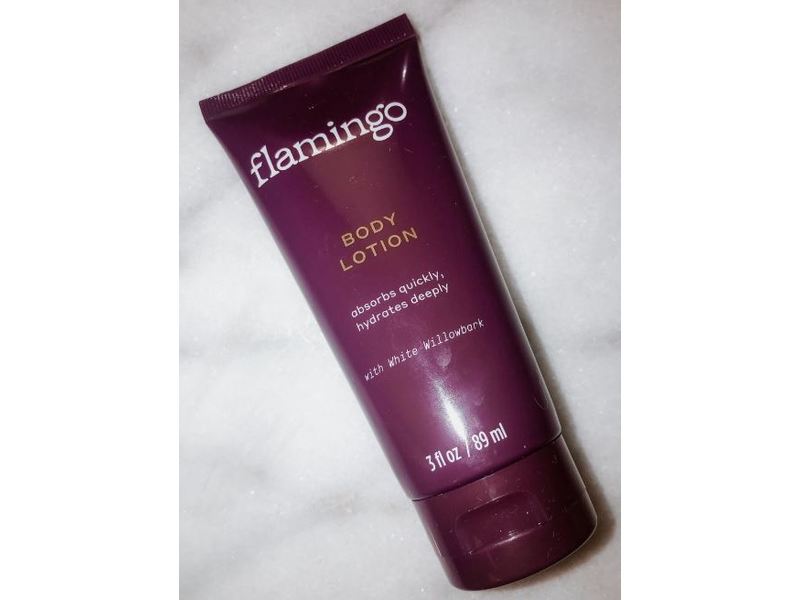 flamingo
BODY
LOTION
absorbs quickly,
hydrates deeply
with White Willowbark
3 fl oz / 89 ml